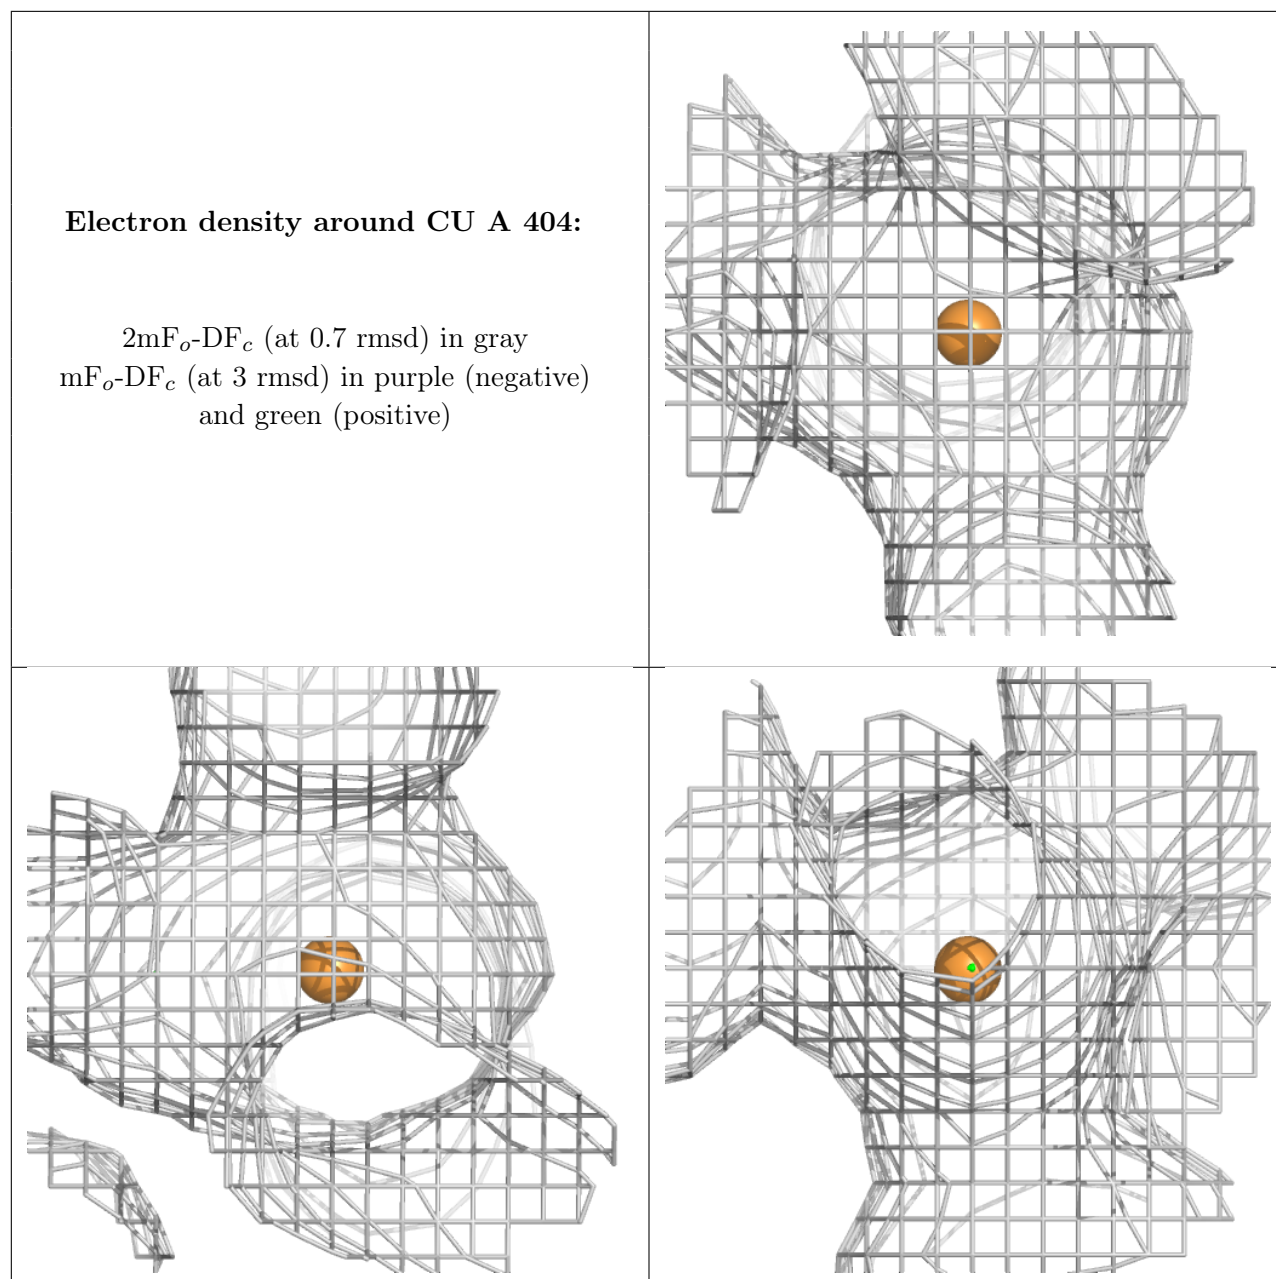 Electron density around CU A 404:
2mFₒ-DF𝒸 (at 0.7 rmsd) in gray
mFₒ-DF𝒸 (at 3 rmsd) in purple (negative)
and green (positive)